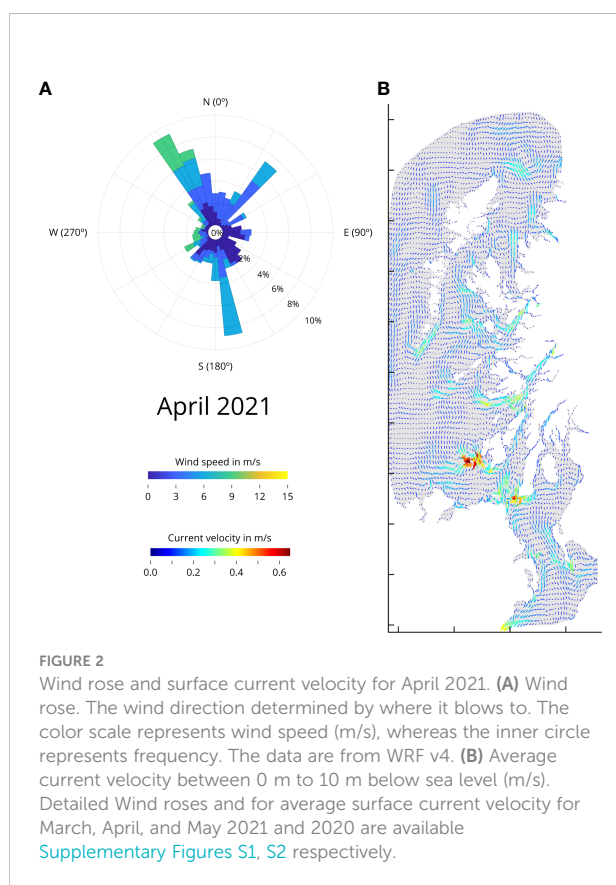 A
B
N (0º)
W (270º)
0%
E (90º)
2%
4%
6%
8%
10%
S (180º)
April 2021
Wind speed in m/s
0 3 6 9 12 15
Current velocity in m/s
0.0 0.2 0.4 0.6
FIGURE 2
Wind rose and surface current velocity for April 2021. (A) Wind
rose. The wind direction determined by where it blows to. The
color scale represents wind speed (m/s), whereas the inner circle
represents frequency. The data are from WRF v4. (B) Average
current velocity between 0 m to 10 m below sea level (m/s).
Detailed Wind roses and for average surface current velocity for
March, April, and May 2021 and 2020 are available
Supplementary Figures S1, S2 respectively.